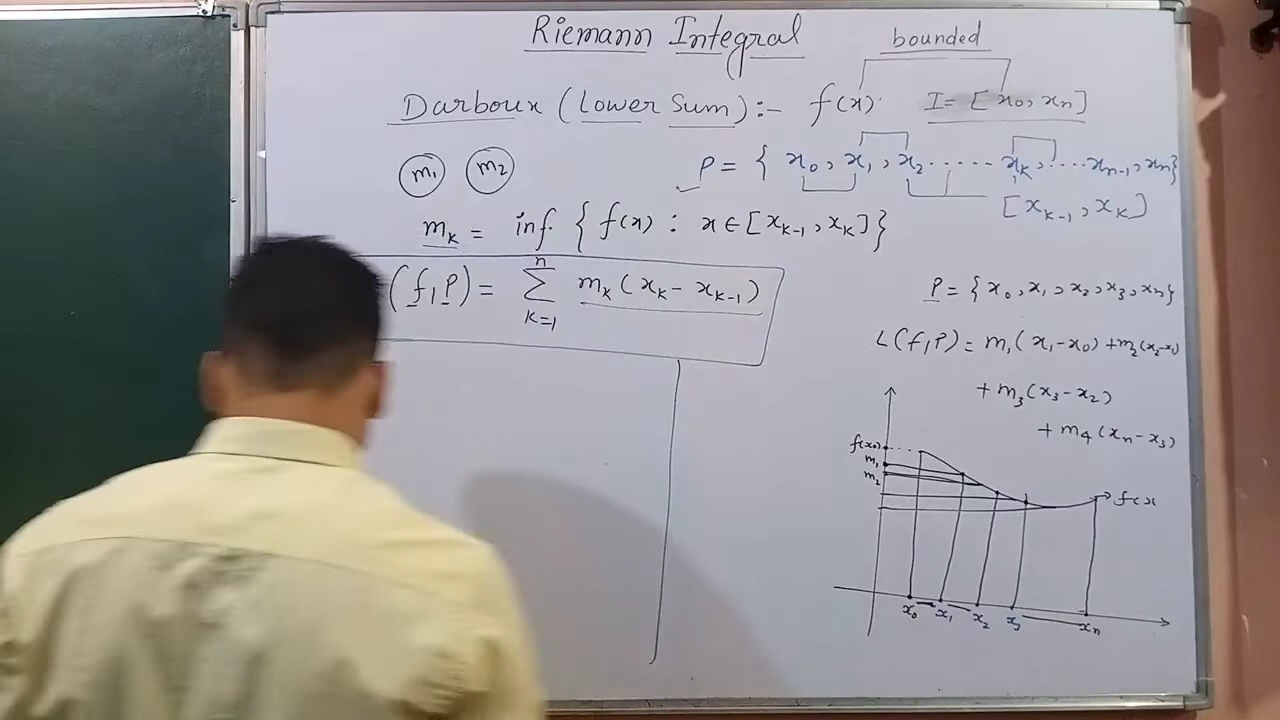 Riemann Integral
bounded
Darboux (Lower Sum) :- f(x) I = [x₀, xₙ]
m₁ m₂
P = { x₀, x₁, x₂ ...... xₖ, .... xₙ₋₁, xₙ}
[xₖ₋₁, xₖ]
mₖ = inf. { f(x) : x ∈ [xₖ₋₁, xₖ] }
(f, P) = ∑ₖ₌₁ⁿ mₖ (xₖ - xₖ₋₁)
P = {x₀, x₁, x₂, x₃, xₙ}
L(f, P) = m₁(x₁-x₀) + m₂(x₂-x₁)
+ m₃(x₃-x₂)
+ m₄(xₙ-x₃)
f(x₀)
m₁
m₂
f(x
x₀ x₁ x₂ x₃ xₙ